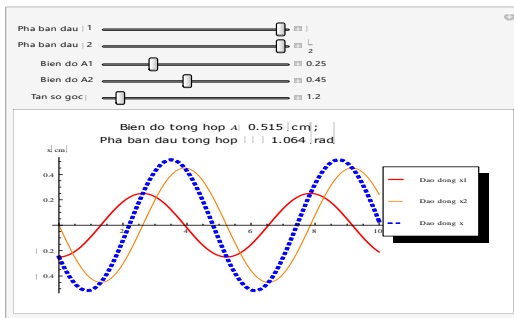 Pha ban dau 1
Pha ban dau 2 2
Bien do A1 0.25
Bien do A2 0.45
Tan so goc 1.2
Bien do tong hop A 0.515 cm;
Pha ban dau tong hop 1.064 rad
x cm
0.4
0.2
2 4 6 8 10
0.2
0.4
Dao dong x1
Dao dong x2
Dao dong x